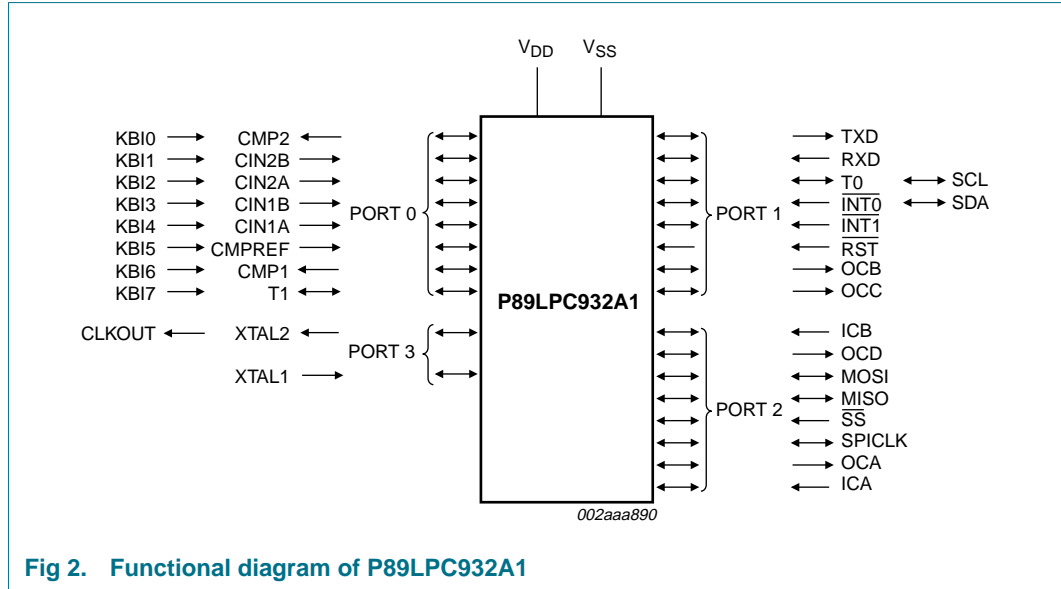 VDD VSS
KBI0 CMP2 TXD
KBI1 CIN2B RXD
KBI2 CIN2A T0 SCL
KBI3 CIN1B INT0 SDA
PORT 0 PORT 1
KBI4 CIN1A INT1
KBI5 CMPREF RST
KBI6 CMP1 OCB
KBI7 T1 OCC
P89LPC932A1
CLKOUT XTAL2 ICB
PORT 3 OCD
XTAL1 MOSI
MISO
PORT 2
SS
SPICLK
OCA
ICA
002aaa890
Fig 2. Functional diagram of P89LPC932A1